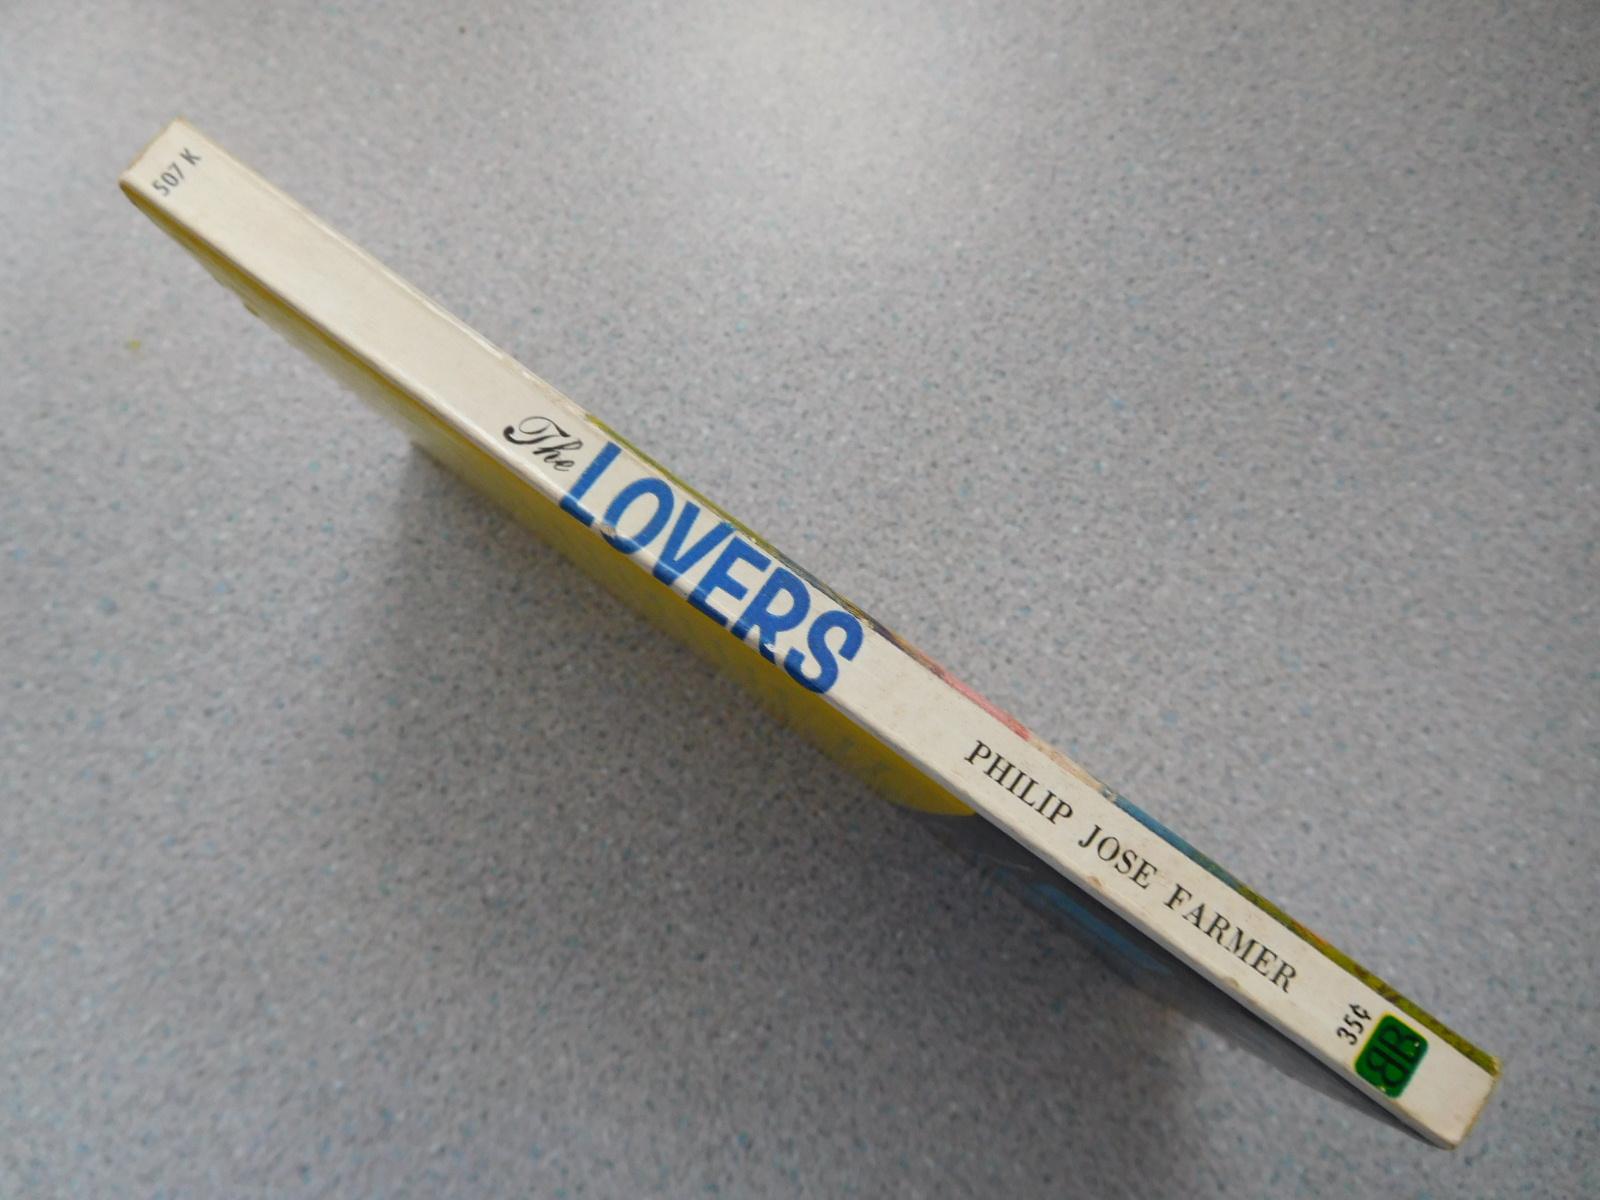 507 K
The
LOVERS
PHILIP JOSE FARMER
35¢
BB